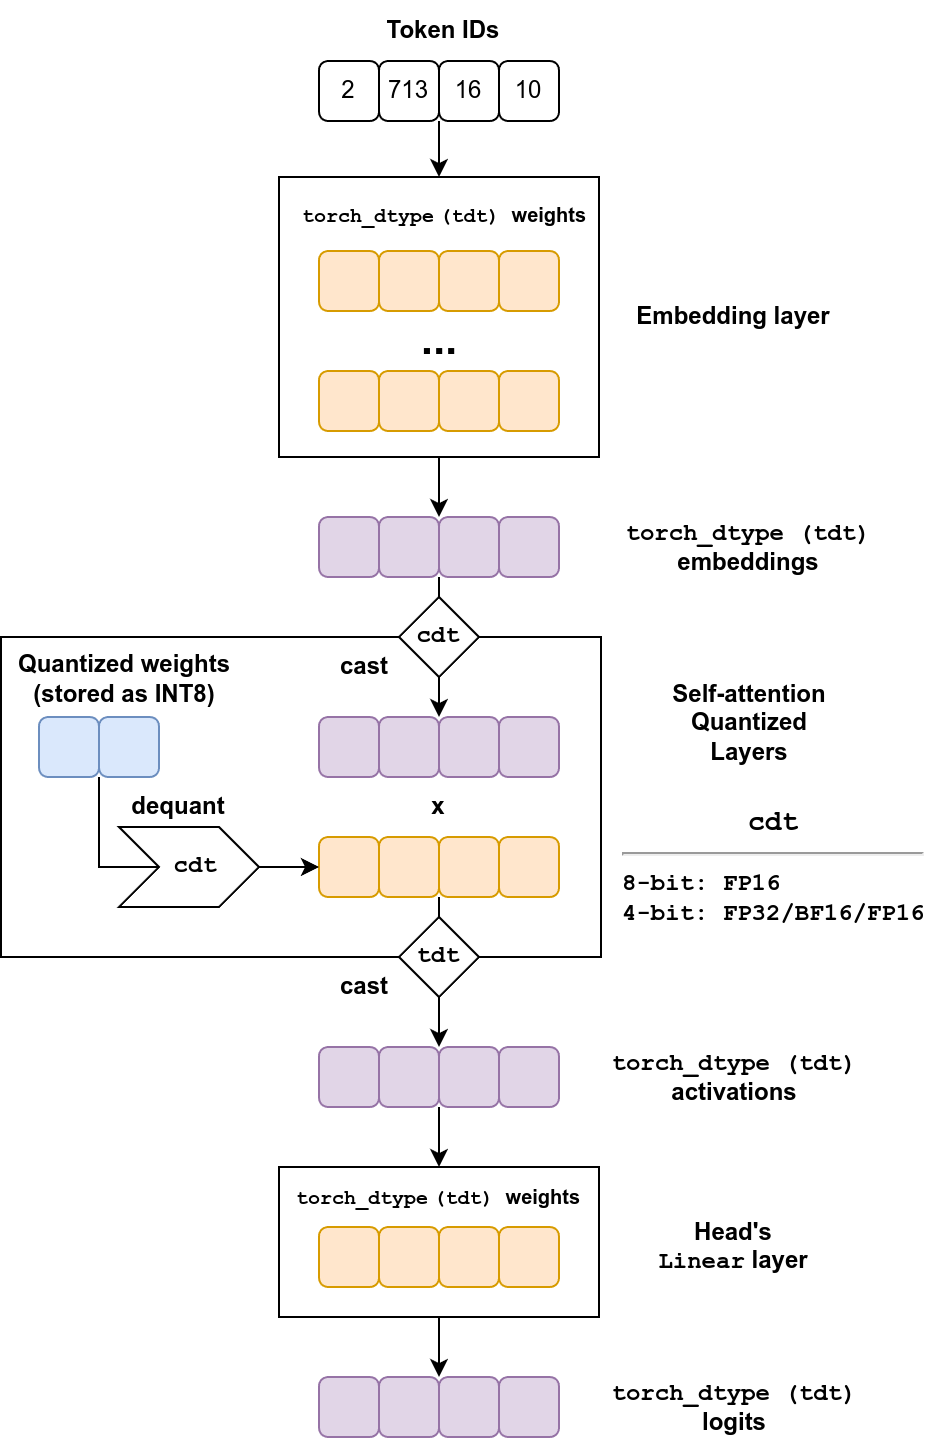 Token IDs
2 713 16 10
torch_dtype (tdt) weights
...
Embedding layer
torch_dtype (tdt)
embeddings
cdt
cast
Quantized weights
(stored as INT8)
Self-attention
Quantized
Layers
dequant
x
cdt
cdt
8-bit: FP16
4-bit: FP32/BF16/FP16
tdt
cast
torch_dtype (tdt)
activations
torch_dtype (tdt) weights
Head's
Linear layer
torch_dtype (tdt)
logits